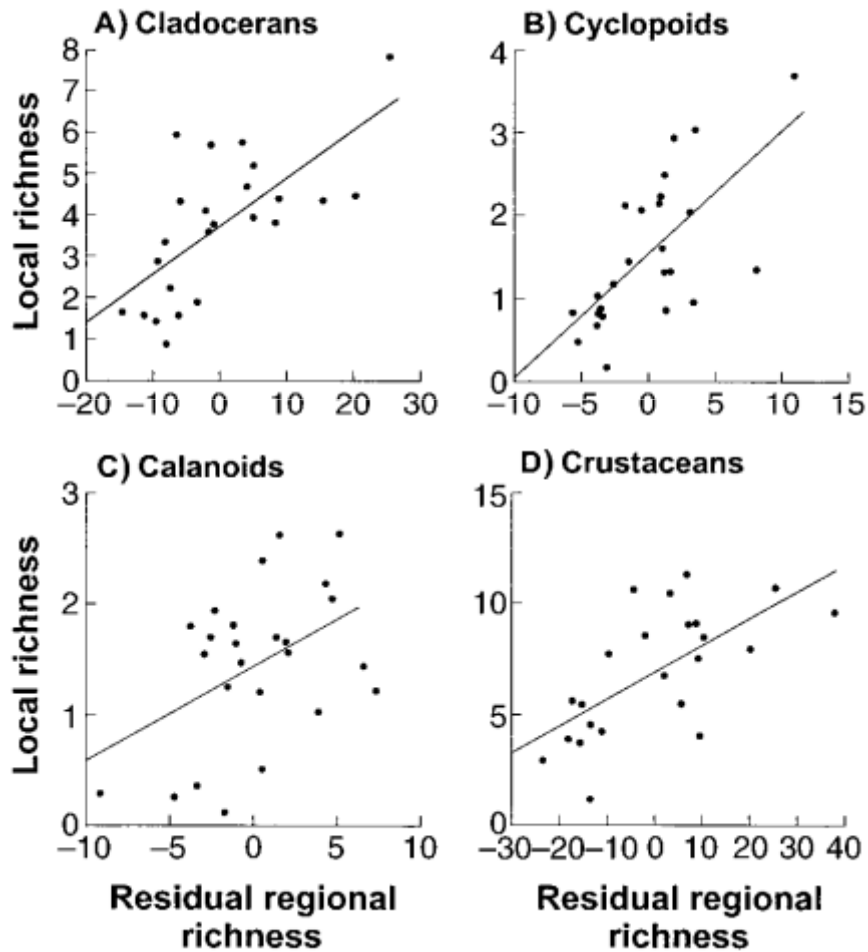 A) Cladocerans
B) Cyclopoids
8
7
6
5
4
3
2
1
0
Local richness
−20 −10 0 10 20 30
4
3
2
1
0
−10 −5 0 5 10 15
C) Calanoids
D) Crustaceans
3
2
1
0
Local richness
−10 −5 0 5 10
15
10
5
0
−30 −20 −10 0 10 20 30 40
Residual regional
richness
Residual regional
richness